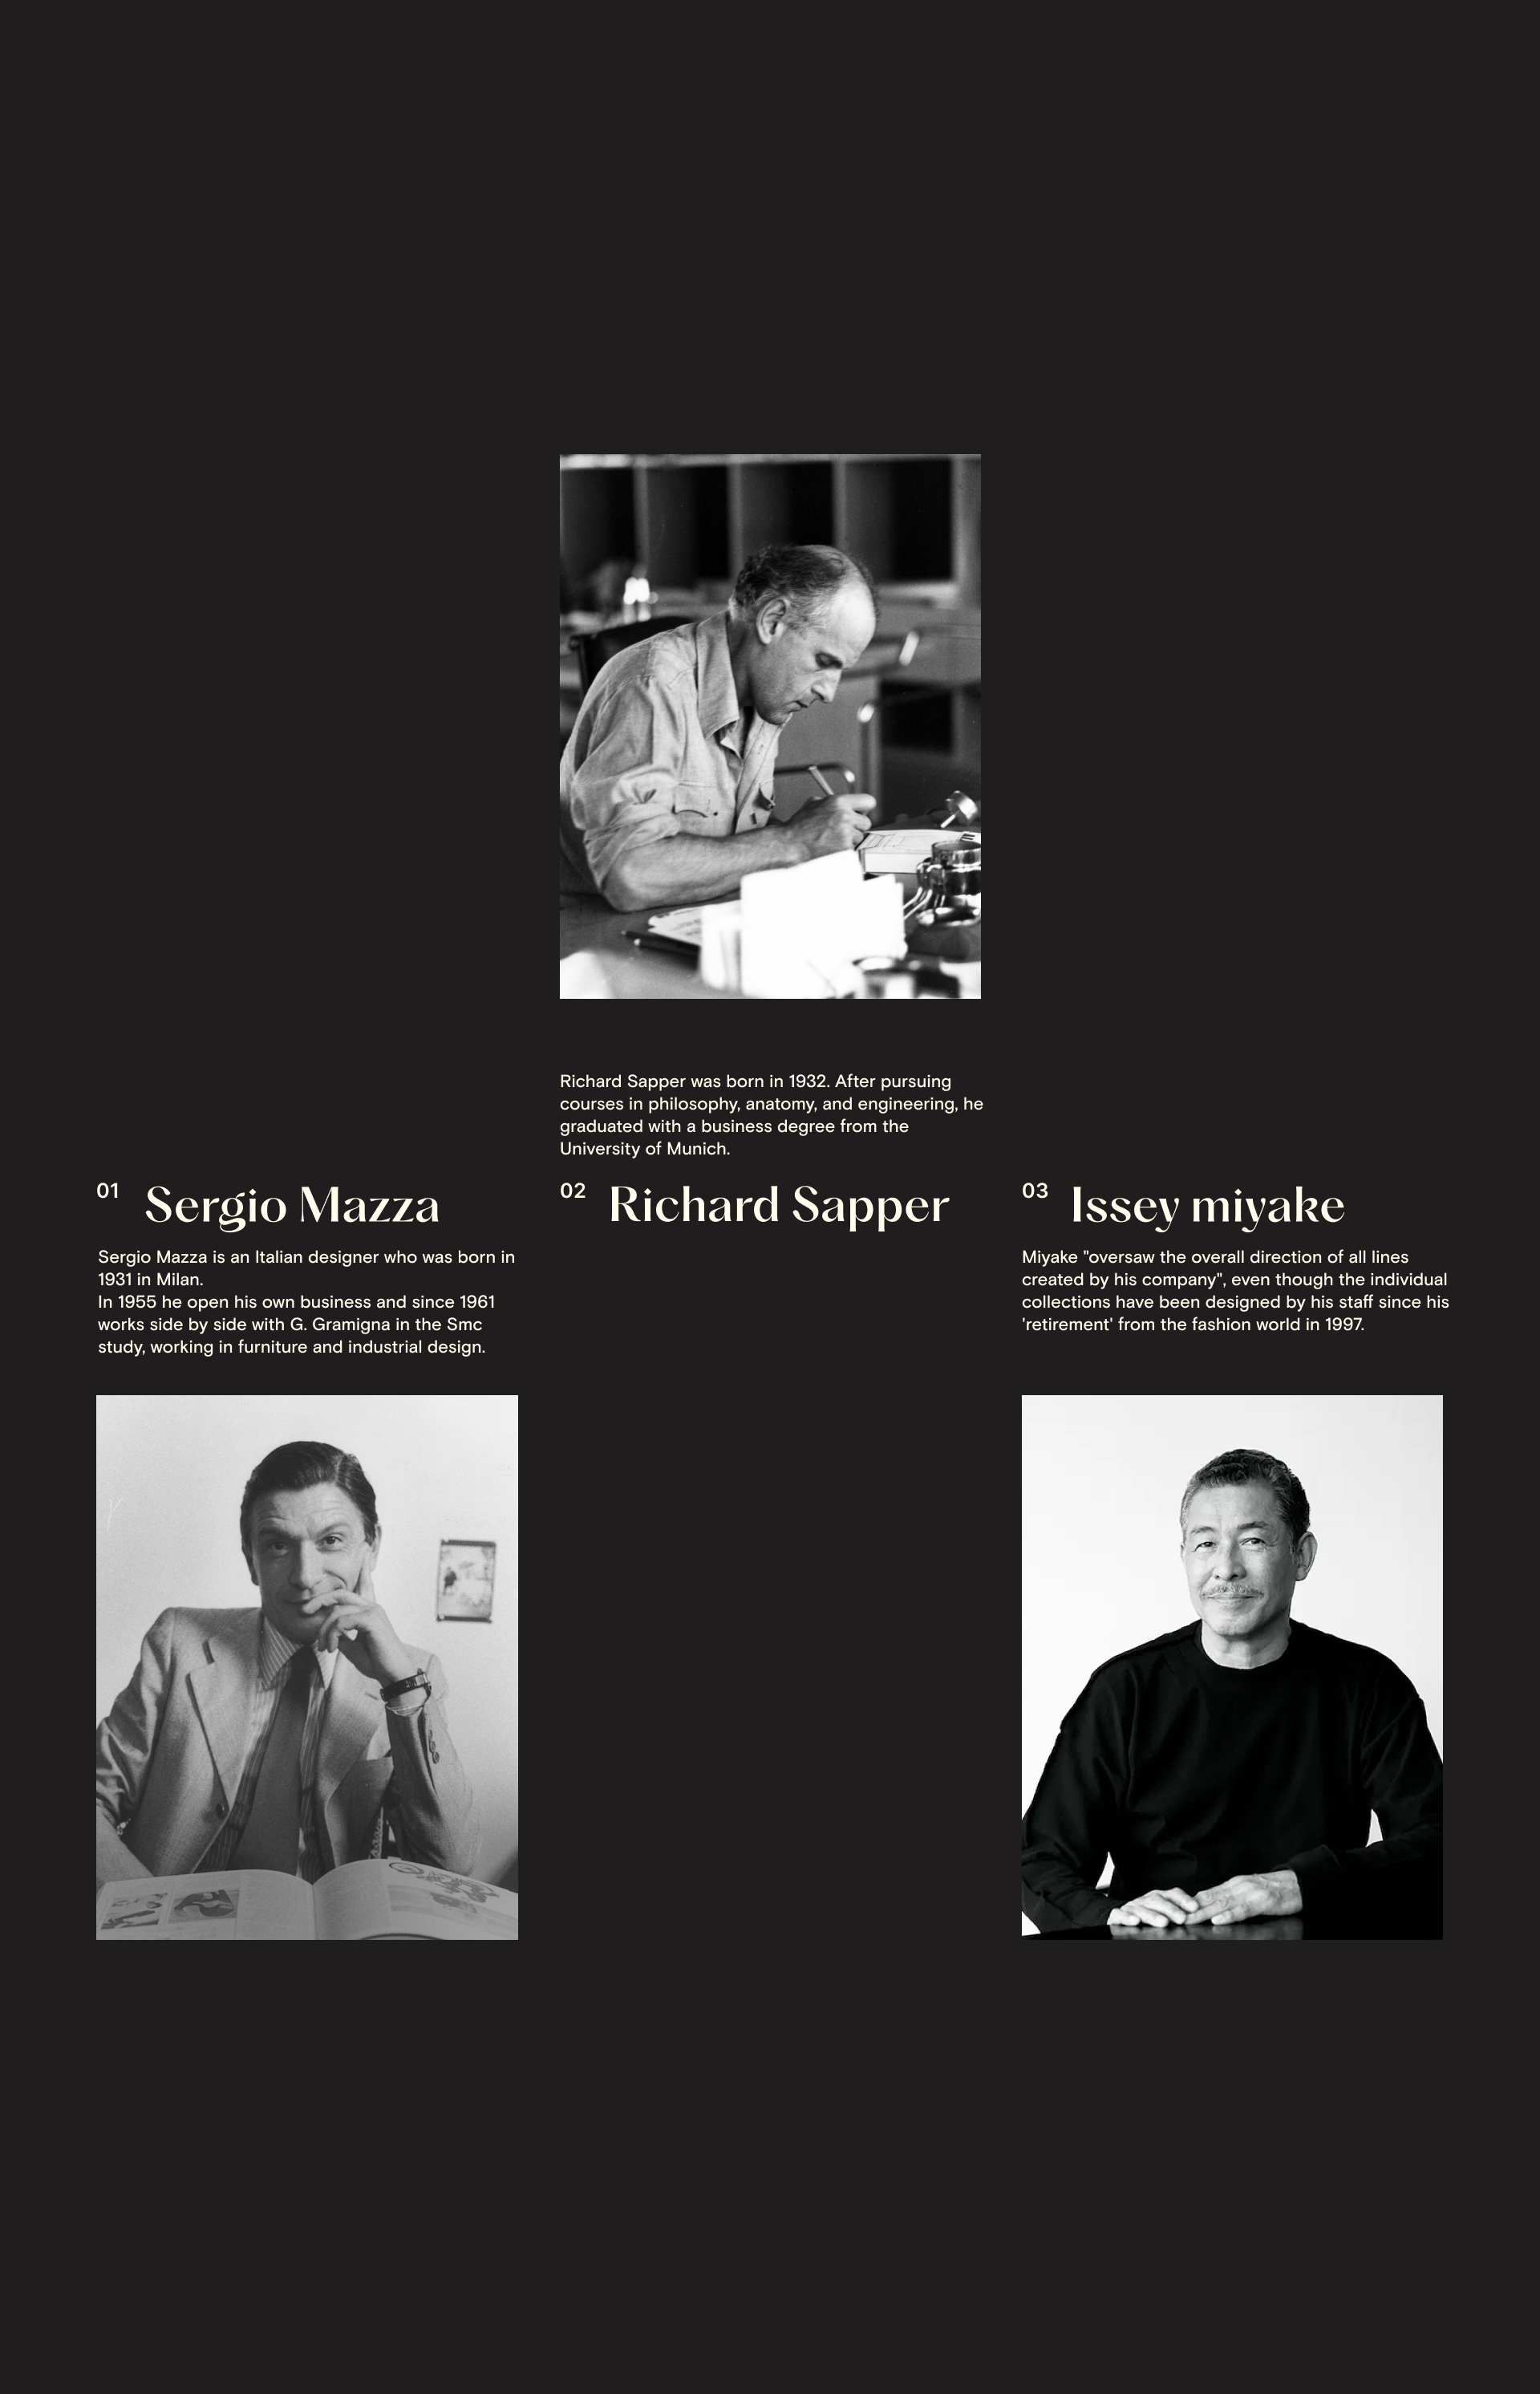 01
Sergio Mazza
Sergio Mazza is an Italian designer who was born in
1931 in Milan.
In 1955 he open his own business and since 1961
works side by side with G. Gramigna in the Smc
study, working in furniture and industrial design.
Richard Sapper was born in 1932. After pursuing
courses in philosophy, anatomy, and engineering, he
graduated with a business degree from the
University of Munich.
02
Richard Sapper
03
Issey miyake
Miyake "oversaw the overall direction of all lines
created by his company", even though the individual
collections have been designed by his staff since his
'retirement' from the fashion world in 1997.